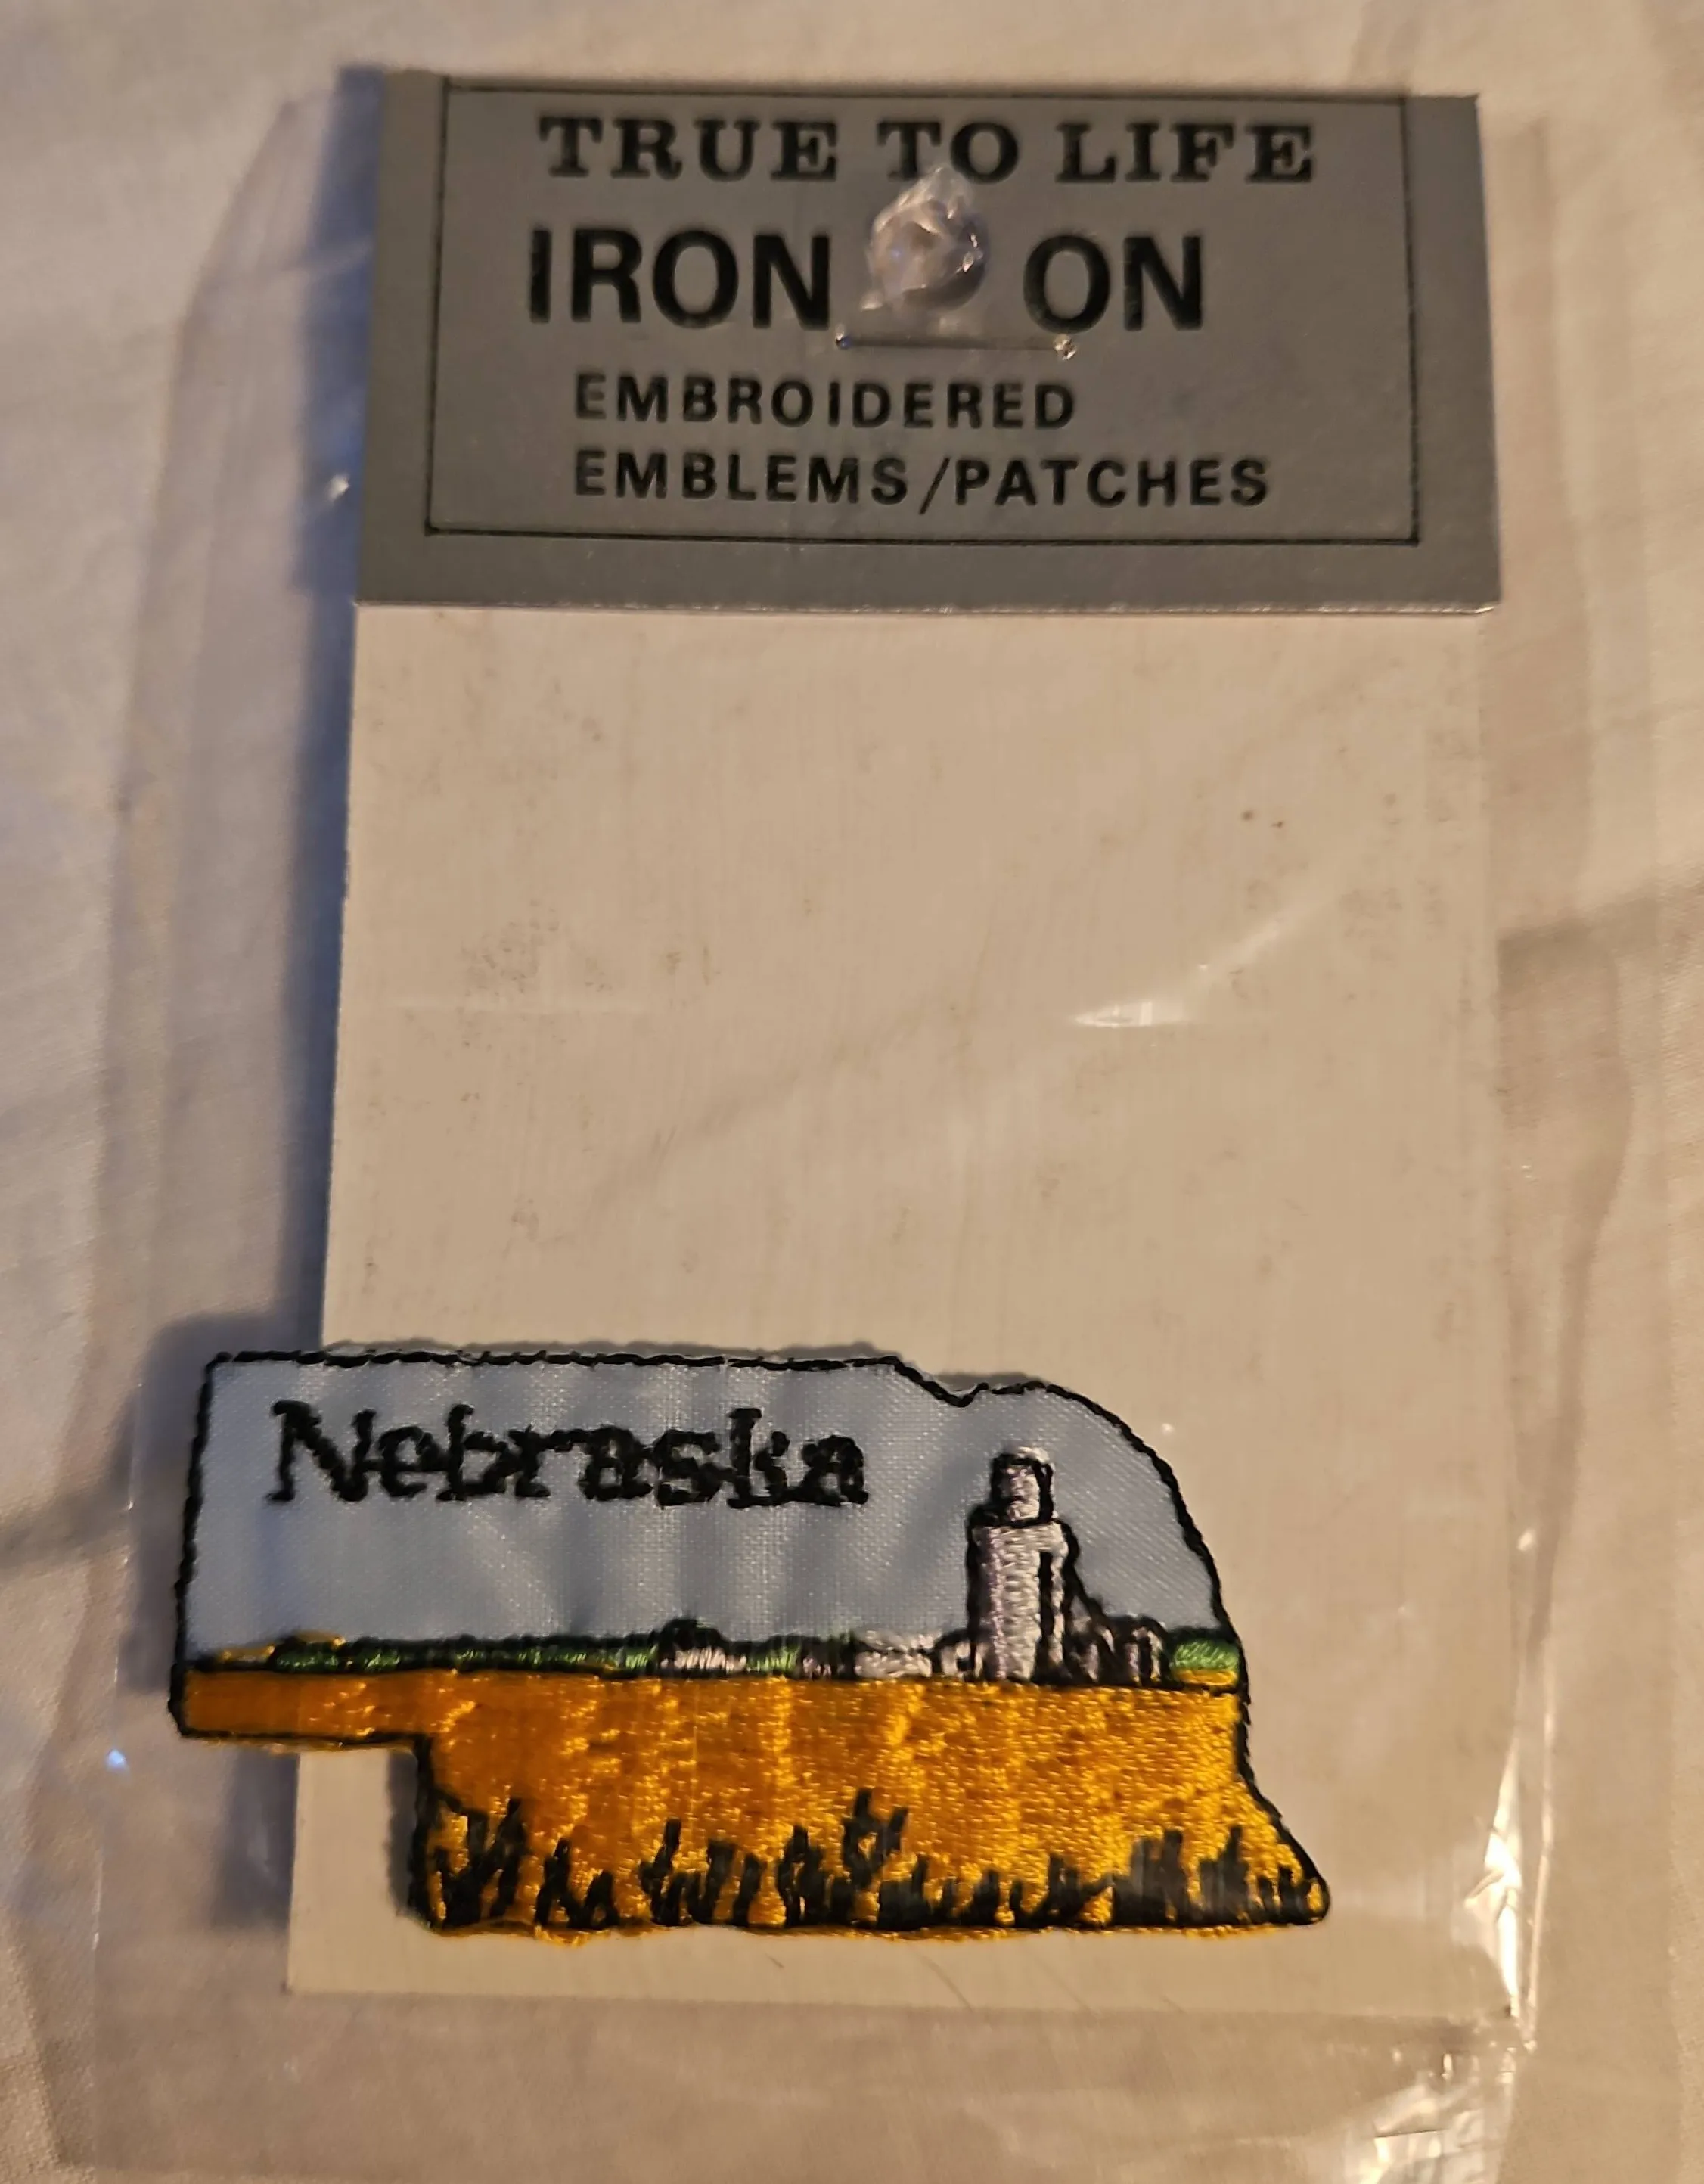 TRUE TO LIFE
IRON ON
EMBROIDERED
EMBLEMS/PATCHES
Nebraska